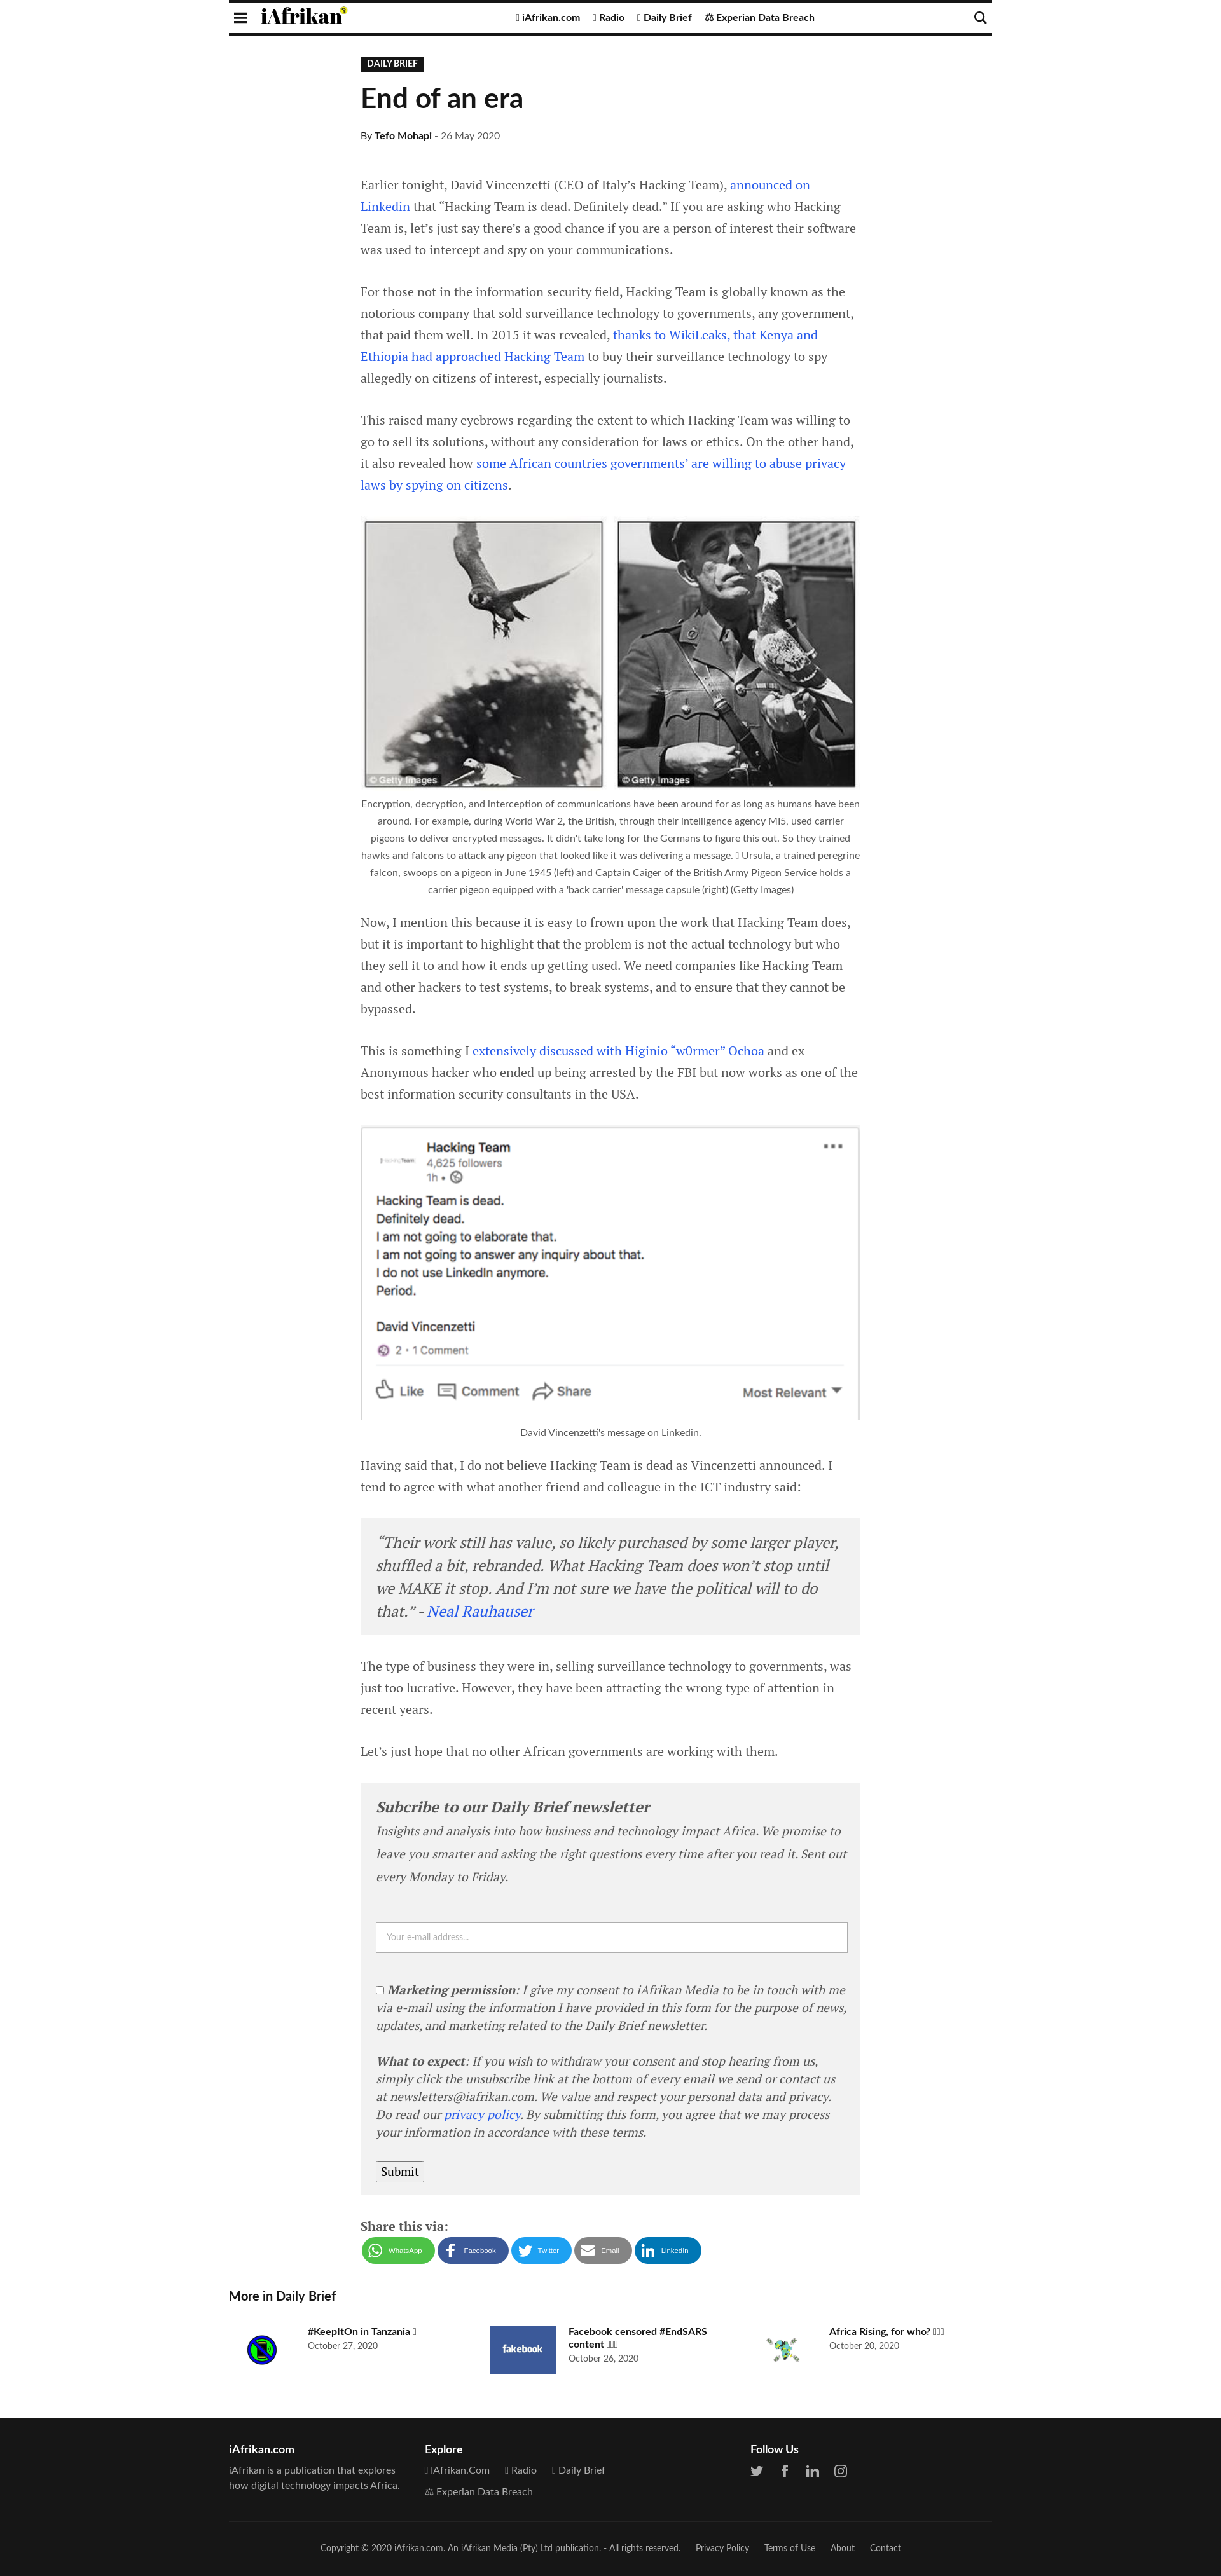 iAfrikan
iAfrikan.com Radio Daily Brief ⚖ Experian Data Breach
DAILY BRIEF
End of an era
By Tefo Mohapi - 26 May 2020
Earlier tonight, David Vincenzetti (CEO of Italy’s Hacking Team), announced on
Linkedin that “Hacking Team is dead. Definitely dead.” If you are asking who Hacking
Team is, let’s just say there’s a good chance if you are a person of interest their software
was used to intercept and spy on your communications.
For those not in the information security field, Hacking Team is globally known as the
notorious company that sold surveillance technology to governments, any government,
that paid them well. In 2015 it was revealed, thanks to WikiLeaks, that Kenya and
Ethiopia had approached Hacking Team to buy their surveillance technology to spy
allegedly on citizens of interest, especially journalists.
This raised many eyebrows regarding the extent to which Hacking Team was willing to
go to sell its solutions, without any consideration for laws or ethics. On the other hand,
it also revealed how some African countries governments’ are willing to abuse privacy
laws by spying on citizens.
© Getty Images © Getty Images
Encryption, decryption, and interception of communications have been around for as long as humans have been
around. For example, during World War 2, the British, through their intelligence agency MI5, used carrier
pigeons to deliver encrypted messages. It didn't take long for the Germans to figure this out. So they trained
hawks and falcons to attack any pigeon that looked like it was delivering a message. Ursula, a trained peregrine
falcon, swoops on a pigeon in June 1945 (left) and Captain Caiger of the British Army Pigeon Service holds a
carrier pigeon equipped with a 'back carrier' message capsule (right) (Getty Images)
Now, I mention this because it is easy to frown upon the work that Hacking Team does,
but it is important to highlight that the problem is not the actual technology but who
they sell it to and how it ends up getting used. We need companies like Hacking Team
and other hackers to test systems, to break systems, and to ensure that they cannot be
bypassed.
This is something I extensively discussed with Higinio “w0rmer” Ochoa and ex-
Anonymous hacker who ended up being arrested by the FBI but now works as one of the
best information security consultants in the USA.
Hacking Team
4,625 followers
1h •
Hacking Team is dead.
Definitely dead.
I am not going to elaborate that.
I am not going to answer any inquiry about that.
I do not use LinkedIn anymore.
Period.
David Vincenzetti
2 · 1 Comment
Like Comment Share Most Relevant
David Vincenzetti's message on Linkedin.
Having said that, I do not believe Hacking Team is dead as Vincenzetti announced. I
tend to agree with what another friend and colleague in the ICT industry said:
“Their work still has value, so likely purchased by some larger player,
shuffled a bit, rebranded. What Hacking Team does won’t stop until
we MAKE it stop. And I’m not sure we have the political will to do
that.” - Neal Rauhauser
The type of business they were in, selling surveillance technology to governments, was
just too lucrative. However, they have been attracting the wrong type of attention in
recent years.
Let’s just hope that no other African governments are working with them.
Subcribe to our Daily Brief newsletter
Insights and analysis into how business and technology impact Africa. We promise to
leave you smarter and asking the right questions every time after you read it. Sent out
every Monday to Friday.
Your e-mail address...
Marketing permission: I give my consent to iAfrikan Media to be in touch with me
via e-mail using the information I have provided in this form for the purpose of news,
updates, and marketing related to the Daily Brief newsletter.
What to expect: If you wish to withdraw your consent and stop hearing from us,
simply click the unsubscribe link at the bottom of every email we send or contact us
at newsletters@iafrikan.com. We value and respect your personal data and privacy.
Do read our privacy policy. By submitting this form, you agree that we may process
your information in accordance with these terms.
Submit
Share this via:
WhatsApp Facebook Twitter Email LinkedIn
More in Daily Brief
#KeepItOn in Tanzania
October 27, 2020
fakebook
Facebook censored #EndSARS
content
October 26, 2020
Africa Rising, for who?
October 20, 2020
iAfrikan.com
iAfrikan is a publication that explores
how digital technology impacts Africa.
Explore
IAfrikan.Com Radio Daily Brief
⚖ Experian Data Breach
Follow Us
Copyright © 2020 iAfrikan.com. An iAfrikan Media (Pty) Ltd publication. - All rights reserved. Privacy Policy Terms of Use About Contact